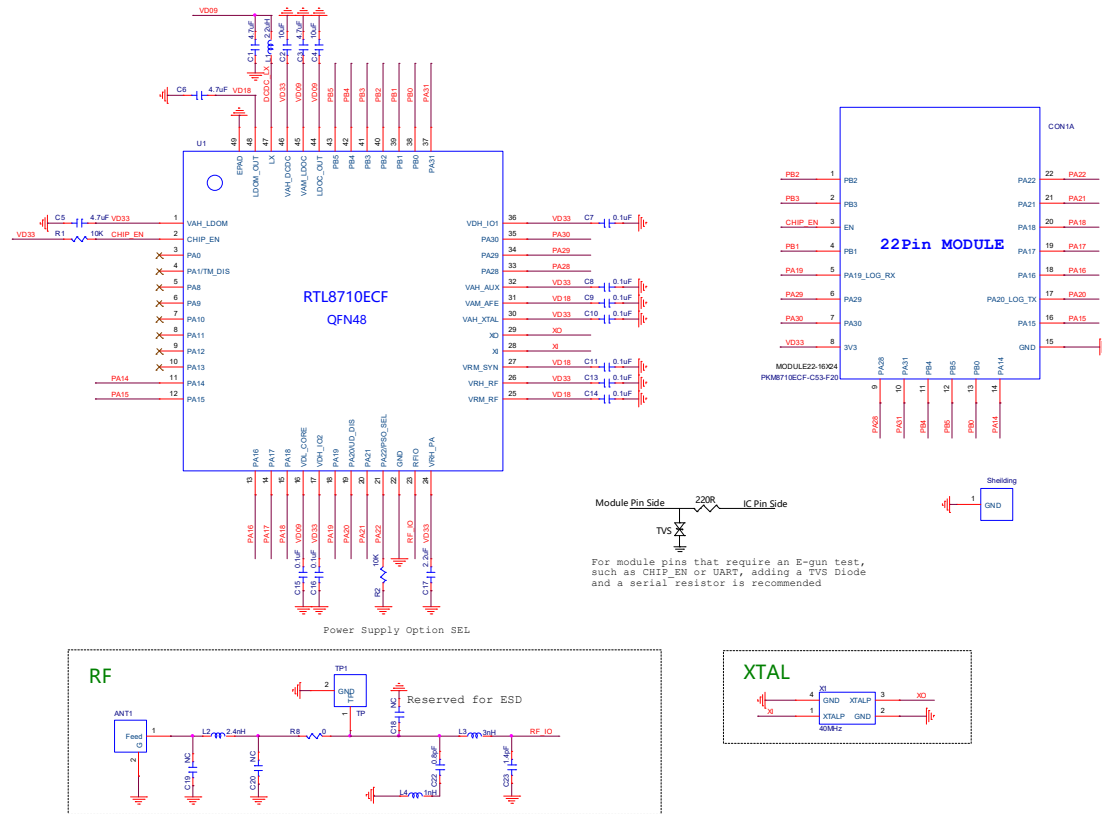 VD09
C1 4.7uF
L1 2.2uH
C2 10uF
C3 4.7uF
C4 10uF
C6 4.7uF VD18
DCDC_LX
VD33
VD09
VD09
PB5
PB4
PB3
PB2
PB1
PB0
PA31
49 48 47 46 45 44 43 42 41 40 39 38 37
U1
EPAD
LDOM_OUT
LX
VAH_DCDC
VAM_LDOC
LDOC_OUT
PB5
PB4
PB3
PB2
PB1
PB0
PA31
C5 4.7uF VD33 1 VAH_LDOM
VD33 R1 10K CHIP_EN 2 CHIP_EN
3 PA0
4 PA1/TM_DIS
5 PA8
6 PA9
7 PA10
8 PA11
9 PA12
10 PA13
PA14 11 PA14
PA15 12 PA15
RTL8710ECF
QFN48
VDH_IO1 36 VD33 C7 0.1uF
PA30 35 PA30
PA29 34 PA29
PA28 33 PA28
VAH_AUX 32 VD33 C8 0.1uF
VAM_AFE 31 VD18 C9 0.1uF
VAH_XTAL 30 VD33 C10 0.1uF
XO 29 XO
XI 28 XI
VRM_SYN 27 VD18 C11 0.1uF
VRH_RF 26 VD33 C13 0.1uF
VRM_RF 25 VD18 C14 0.1uF
PA16
PA17
PA18
VDL_CORE
VDH_IO2
PA19
PA20/UD_DIS
PA21
PA22/PSO_SEL
GND
RFIO
VRH_PA
13 14 15 16 17 18 19 20 21 22 23 24
PA16
PA17
PA18
VD09
VD33
PA19
PA20
PA21
PA22
RF_IO
VD33
C15 0.1uF
C16 0.1uF
R2 10K
C17 2.2uF
Power Supply Option SEL
CON1A
PB2 1 PB2
PB3 2 PB3
CHIP_EN 3 EN
PB1 4 PB1
PA19 5 PA19_LOG_RX
PA29 6 PA29
PA30 7 PA30
VD33 8 3V3
22Pin MODULE
PA22 22 PA22
PA21 21 PA21
PA18 20 PA18
PA17 19 PA17
PA16 18 PA16
PA20_LOG_TX 17 PA20
PA15 16 PA15
GND 15
MODULE22-16X24
PKM8710ECF-C53-F20
PA28
PA31
PB4
PB5
PB0
PA14
9 10 11 12 13 14
PA28
PA31
PB4
PB5
PB0
PA14
Sheilding
1 GND
Module Pin Side 220R IC Pin Side
TVS
For module pins that require an E-gun test,
such as CHIP_EN or UART, adding a TVS Diode
and a serial resistor is recommended
RF
TP1
2 GND
TP
1 TP
Reserved for ESD
C18 NC
ANT1
Feed 1
G
2
L2 2.4nH
R8 0
L3 3nH RF_IO
C19 NC
C20 NC
C22 0.8pF
C23 1.4pF
L4 1nH
XTAL
X1
4 GND XTALP 3 XO
XI 1 XTALP GND 2
40MHz